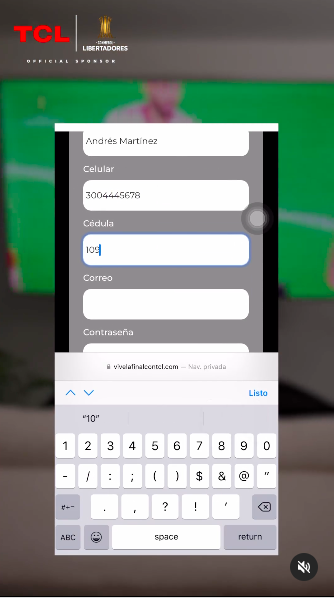 TCL
CONMEBOL
LIBERTADORES
OFFICIAL SPONSOR
Andrés Martínez
Celular
3004445678
Cédula
109
Correo
Contraseña
vivelafinalcontcl.com — Nav. privada
Listo
"10"
1 2 3 4 5 6 7 8 9 0
- / : ; ( ) $ & @ "
#+= . , ? ! '
ABC space return